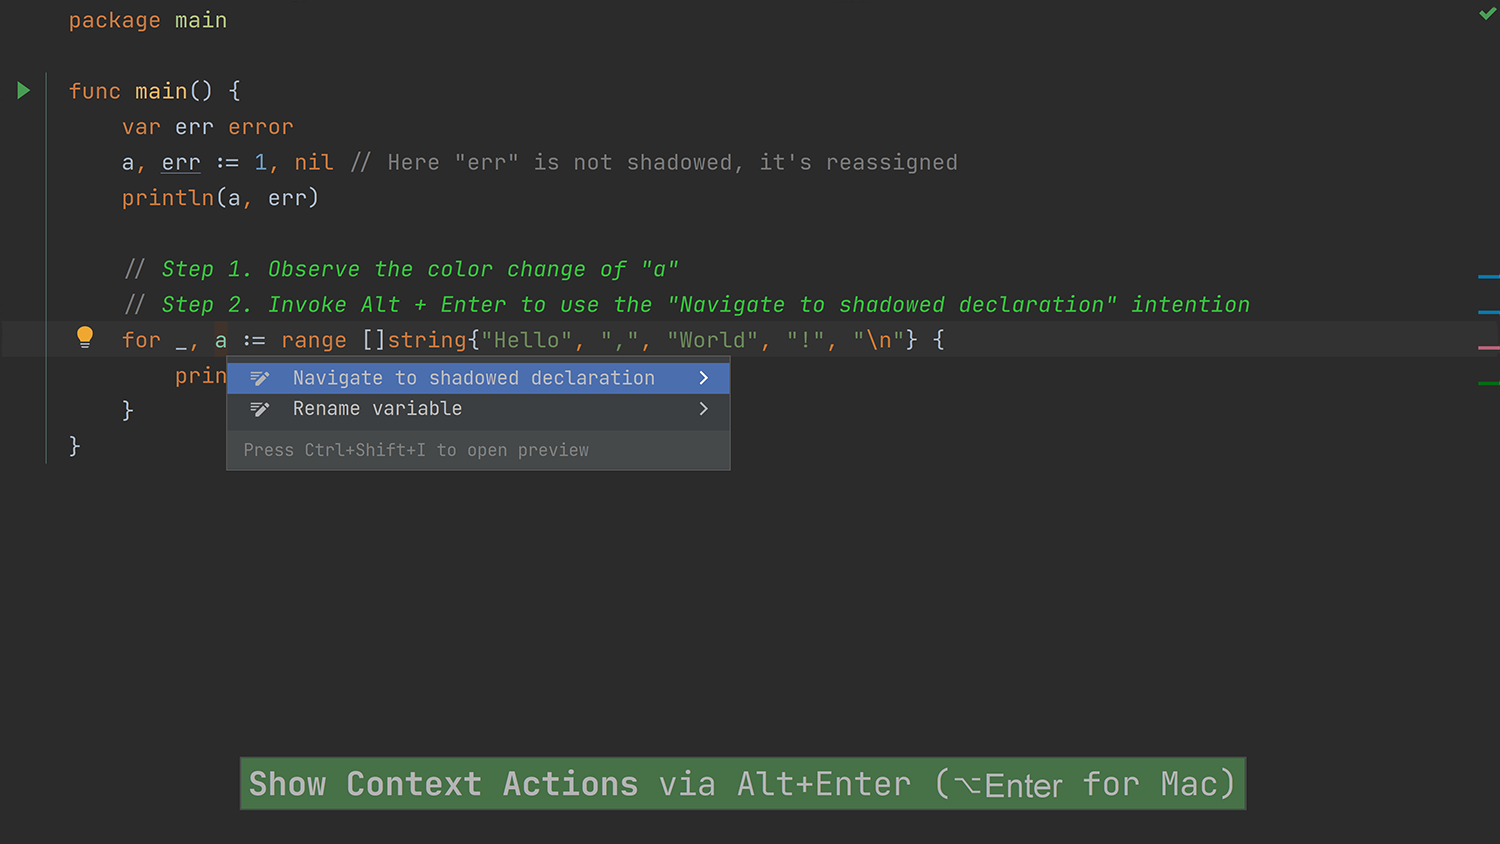 package main
func main() {
var err error
a, err := 1, nil // Here "err" is not shadowed, it's reassigned
println(a, err)
// Step 1. Observe the color change of "a"
// Step 2. Invoke Alt + Enter to use the "Navigate to shadowed declaration" intention
for _, a := range []string{"Hello", ",", "World", "!", "\n"} {
prin
Navigate to shadowed declaration
Rename variable
}
Press Ctrl+Shift+I to open preview
}
Show Context Actions via Alt+Enter (⌥Enter for Mac)